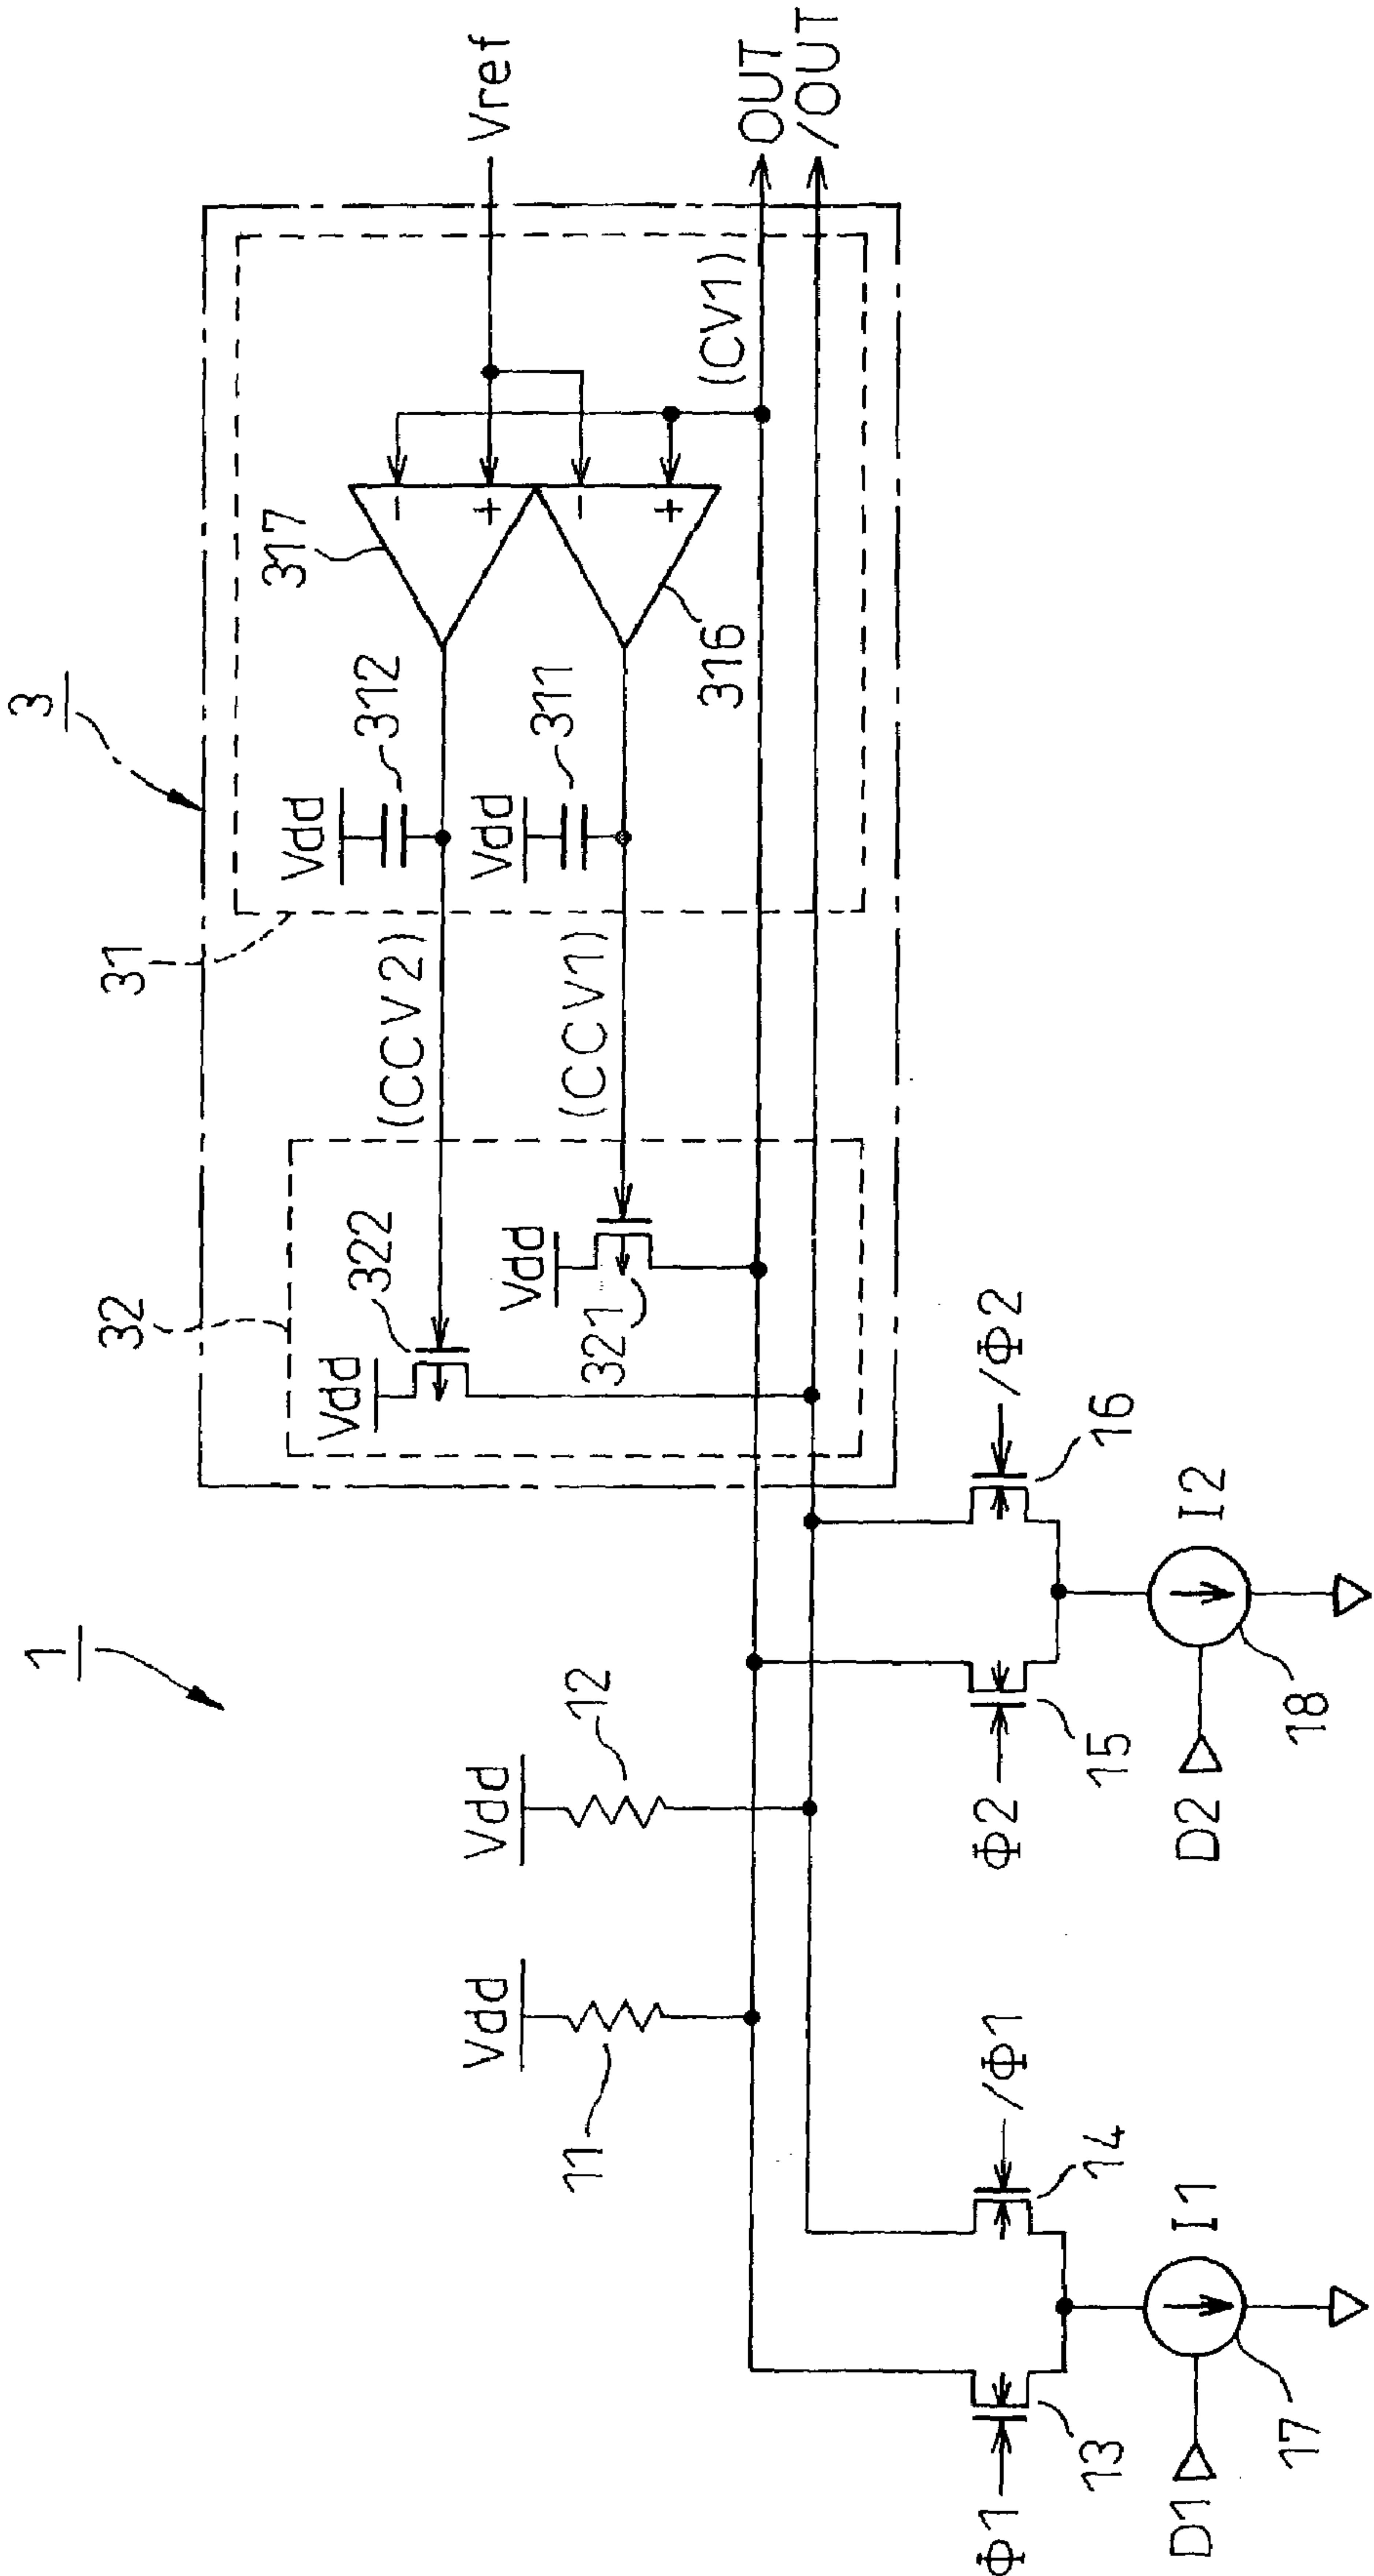 3
1
31
32
Vdd
312
317
Vref
(CCV2)
Vdd
311
316
(CCV1)
(CV1)
OUT
/OUT
Vdd
322
Vdd
321
Vdd
11
Vdd
12
−
+
−
+
Φ1
13
14
/Φ1
Φ2
15
16
/Φ2
D1
17
I1
D2
18
I2